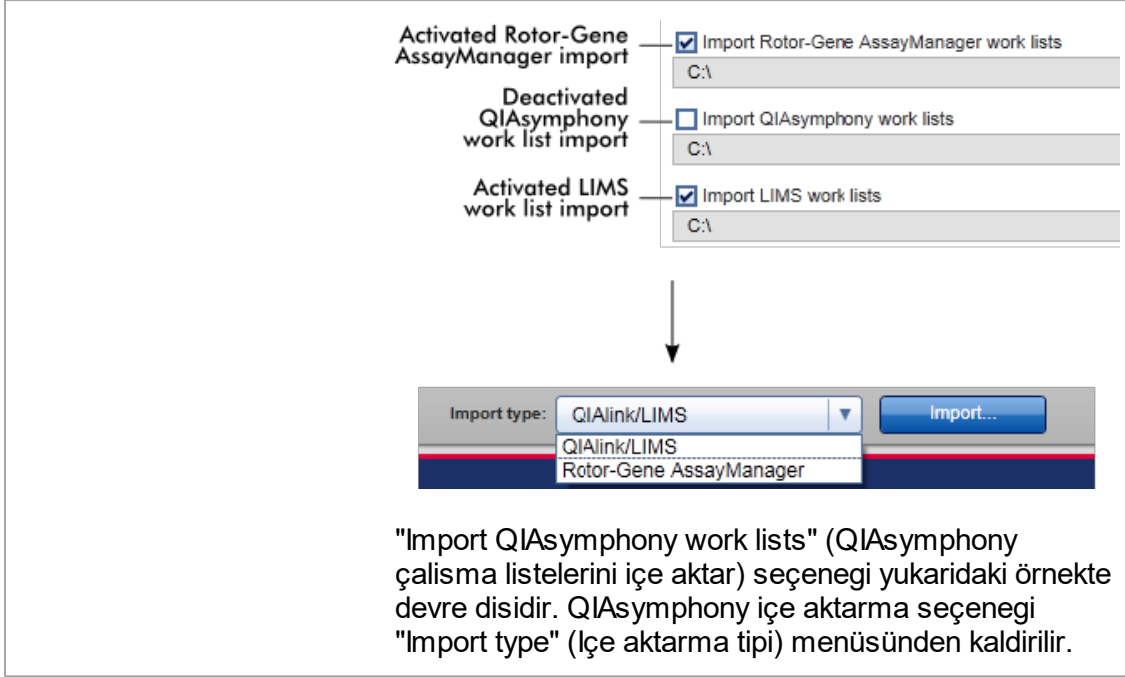 Activated Rotor-Gene
AssayManager import
Import Rotor-Gene AssayManager work lists
C:\
Deactivated
QIAsymphony
work list import
Import QIAsymphony work lists
C:\
Activated LIMS
work list import
Import LIMS work lists
C:\
Import type:
QIAlink/LIMS
Import...
QIAlink/LIMS
Rotor-Gene AssayManager
"Import QIAsymphony work lists" (QIAsymphony
çalisma listelerini içe aktar) seçenegi yukaridaki örnekte
devre disidir. QIAsymphony içe aktarma seçenegi
"Import type" (Içe aktarma tipi) menüsünden kaldirilir.